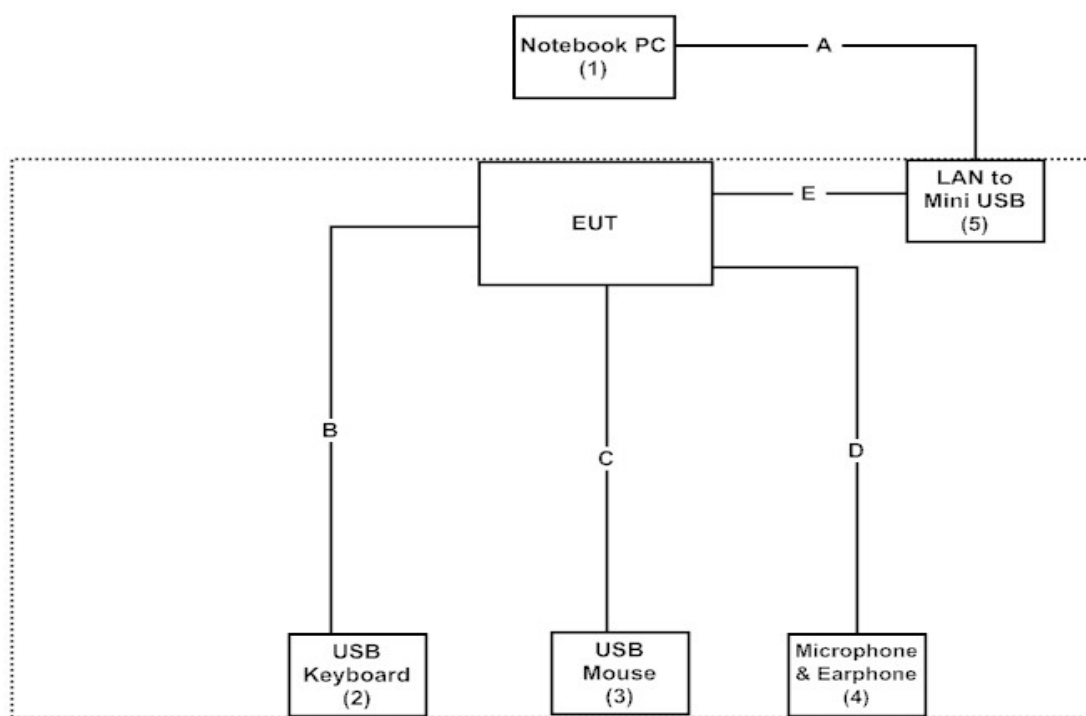 Notebook PC
(1)
A
LAN to
Mini USB
(5)
E
EUT
B
C
D
USB
Keyboard
(2)
USB
Mouse
(3)
Microphone
& Earphone
(4)